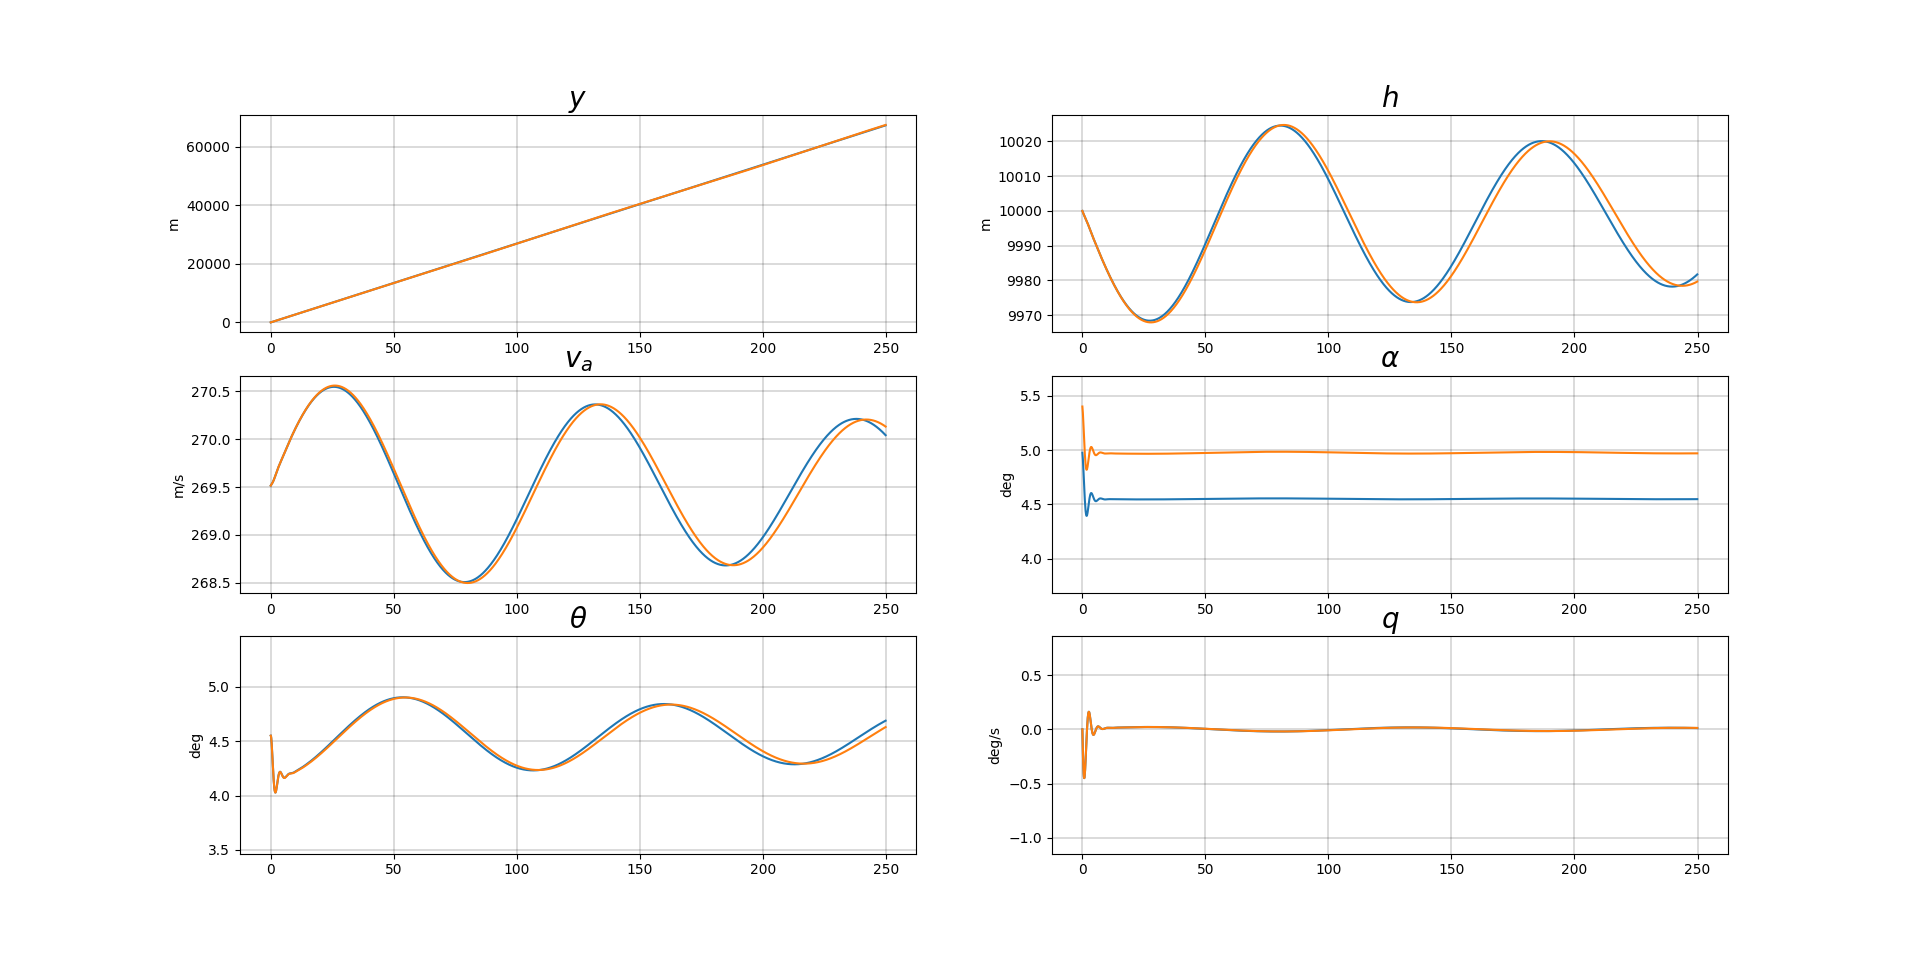 y
60000
40000
20000
0
m
0 50 100 150 200 250
h
10020
10010
10000
9990
9980
9970
m
0 50 100 150 200 250
v_a
270.5
270.0
269.5
269.0
268.5
m/s
0 50 100 150 200 250
α
5.5
5.0
4.5
4.0
deg
0 50 100 150 200 250
θ
5.0
4.5
4.0
3.5
deg
0 50 100 150 200 250
q
0.5
0.0
−0.5
−1.0
deg/s
0 50 100 150 200 250